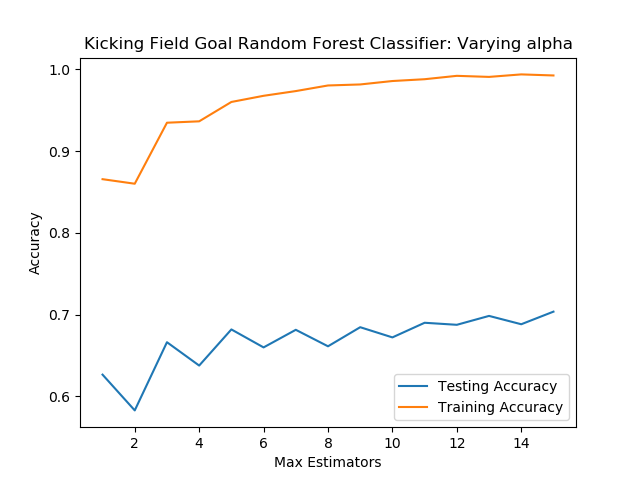 Kicking Field Goal Random Forest Classifier: Varying alpha
1.0
0.9
0.8
0.7
0.6
Accuracy
Testing Accuracy
Training Accuracy
2 4 6 8 10 12 14
Max Estimators